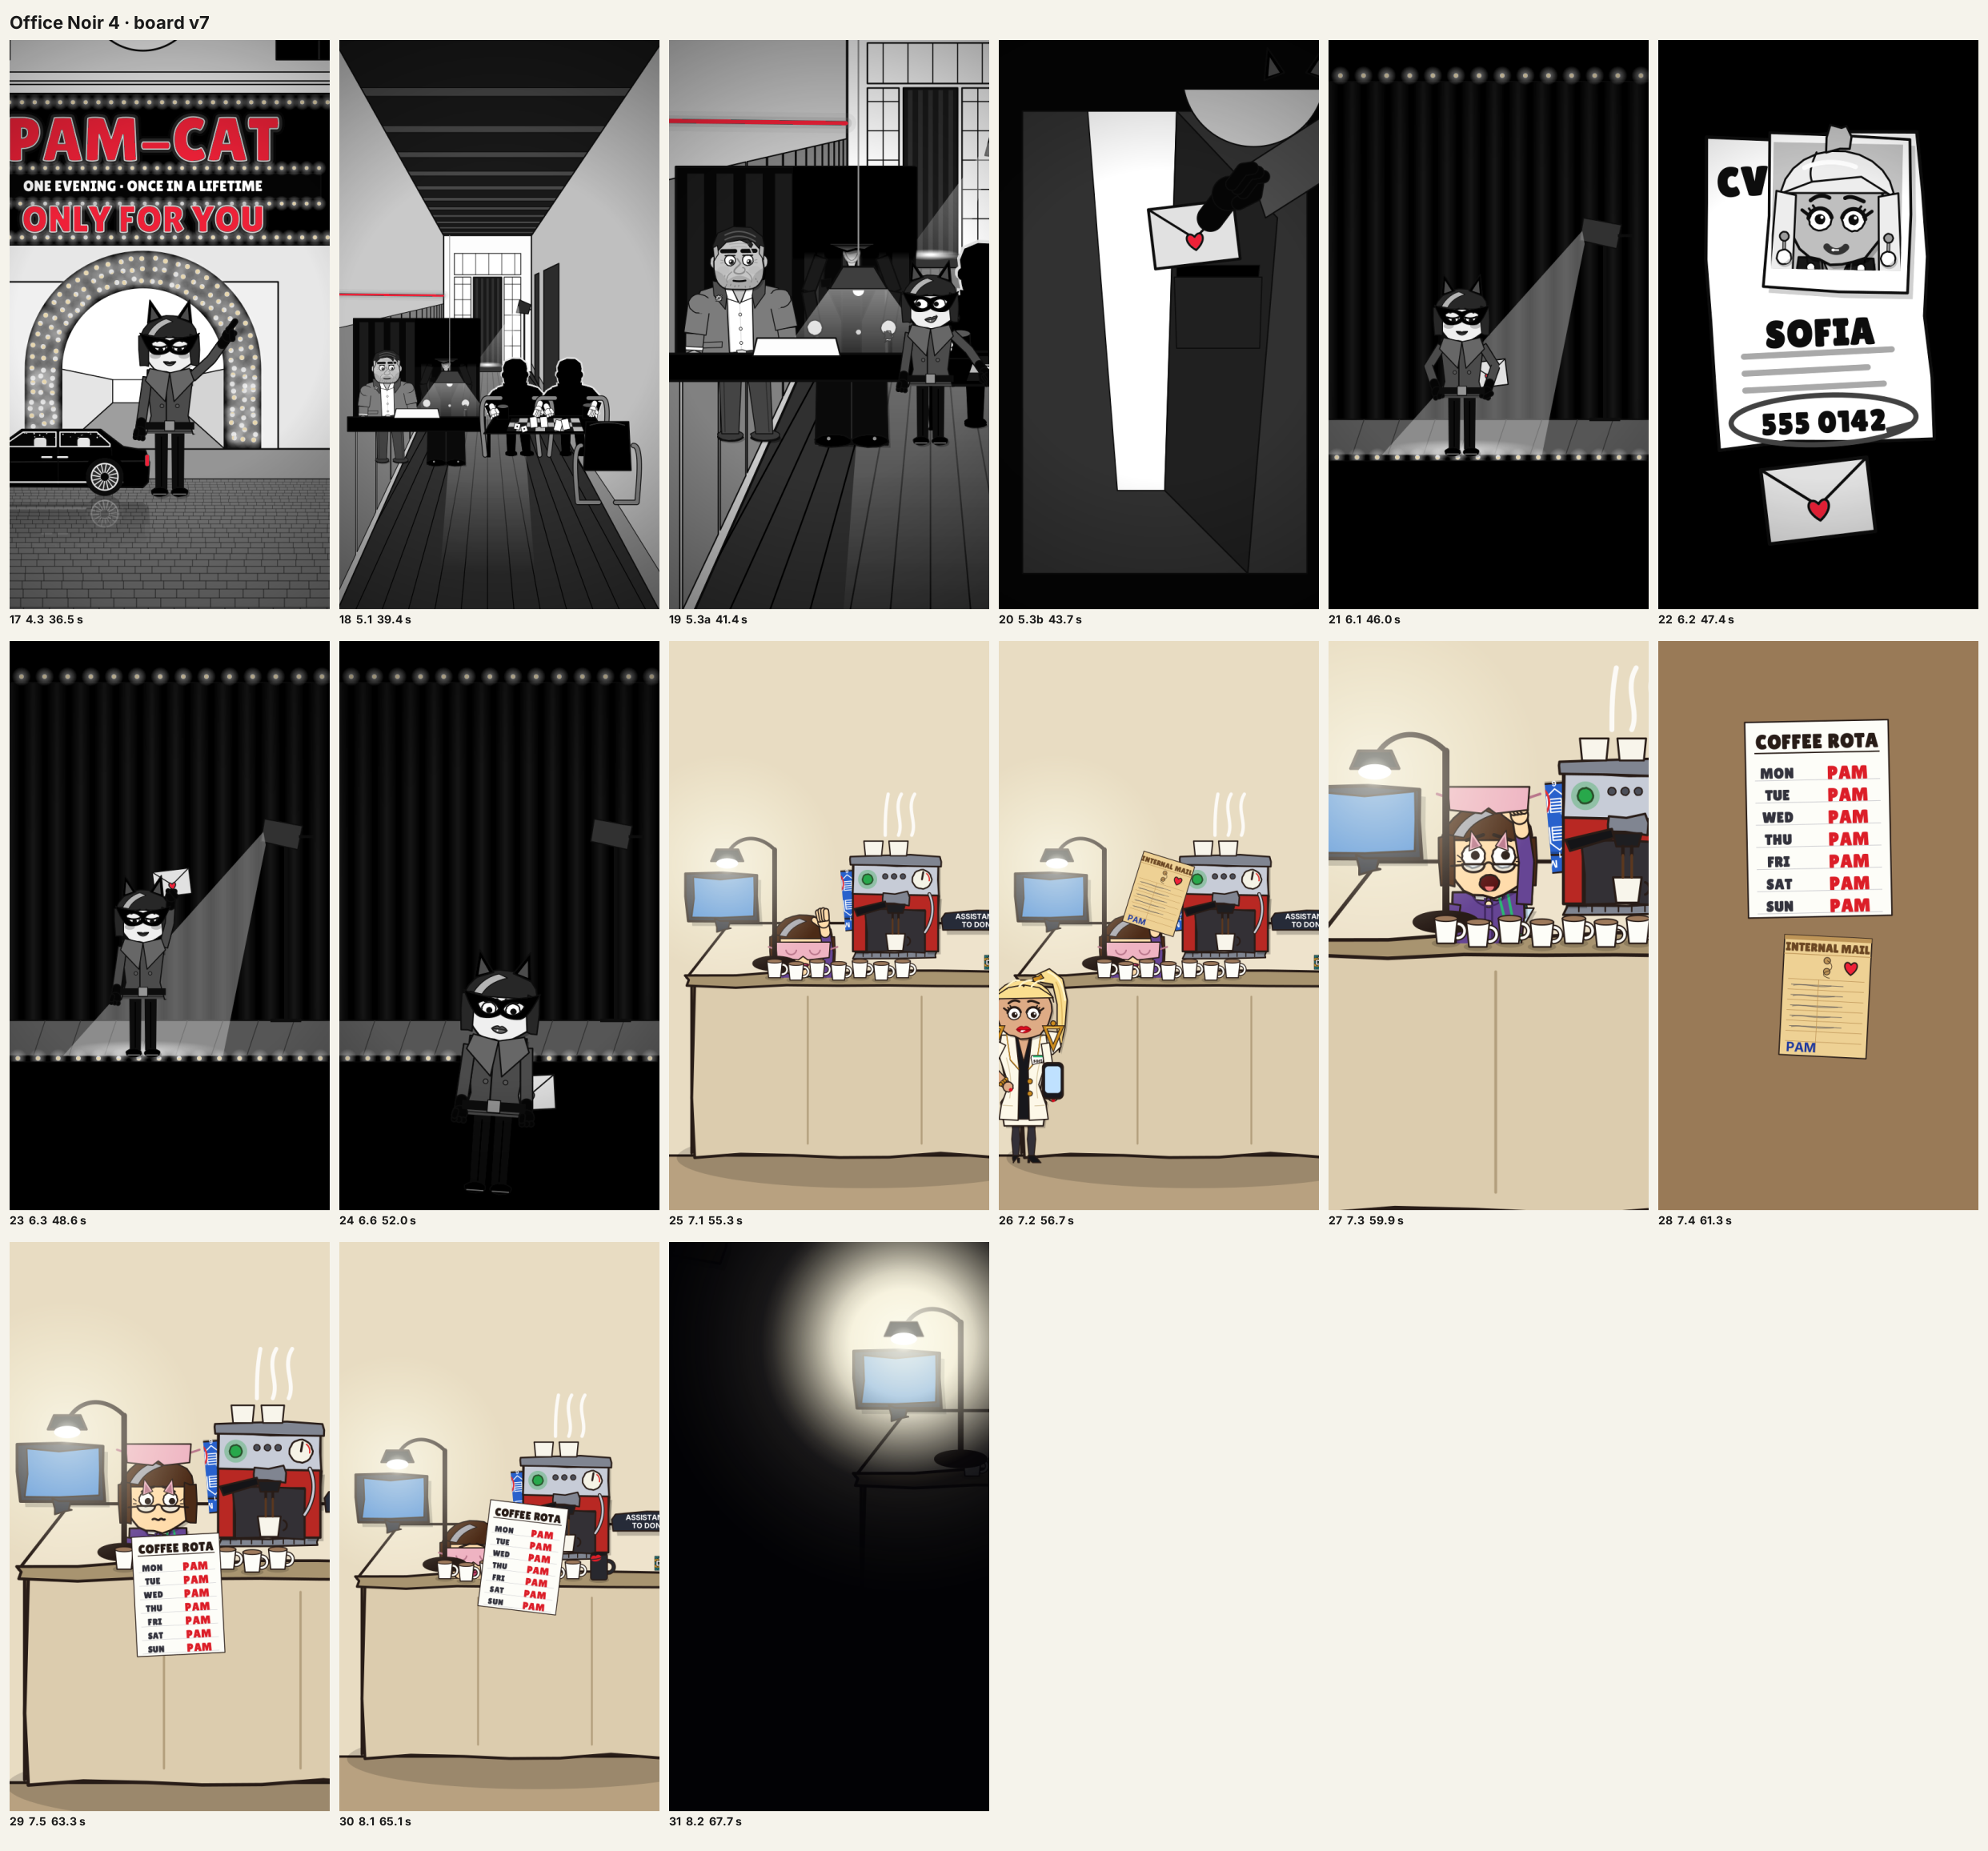 Office Noir 4 · board v7
PAM–CAT
ONE EVENING · ONCE IN A LIFETIME
ONLY FOR YOU
CV
SOFIA
555 0142
17 4.3 36.5 s
18 5.1 39.4 s
19 5.3a 41.4 s
20 5.3b 43.7 s
21 6.1 46.0 s
22 6.2 47.4 s
ASSISTAN
TO DON
INTERNAL MAIL
PAM
ASSISTAN
TO DON
COFFEE ROTA
MON PAM
TUE PAM
WED PAM
THU PAM
FRI PAM
SAT PAM
SUN PAM
INTERNAL MAIL
PAM
23 6.3 48.6 s
24 6.6 52.0 s
25 7.1 55.3 s
26 7.2 56.7 s
27 7.3 59.9 s
28 7.4 61.3 s
COFFEE ROTA
MON PAM
TUE PAM
WED PAM
THU PAM
FRI PAM
SAT PAM
SUN PAM
COFFEE ROTA
MON PAM
TUE PAM
WED PAM
THU PAM
FRI PAM
SAT PAM
SUN PAM
ASSISTAN
TO DON
29 7.5 63.3 s
30 8.1 65.1 s
31 8.2 67.7 s